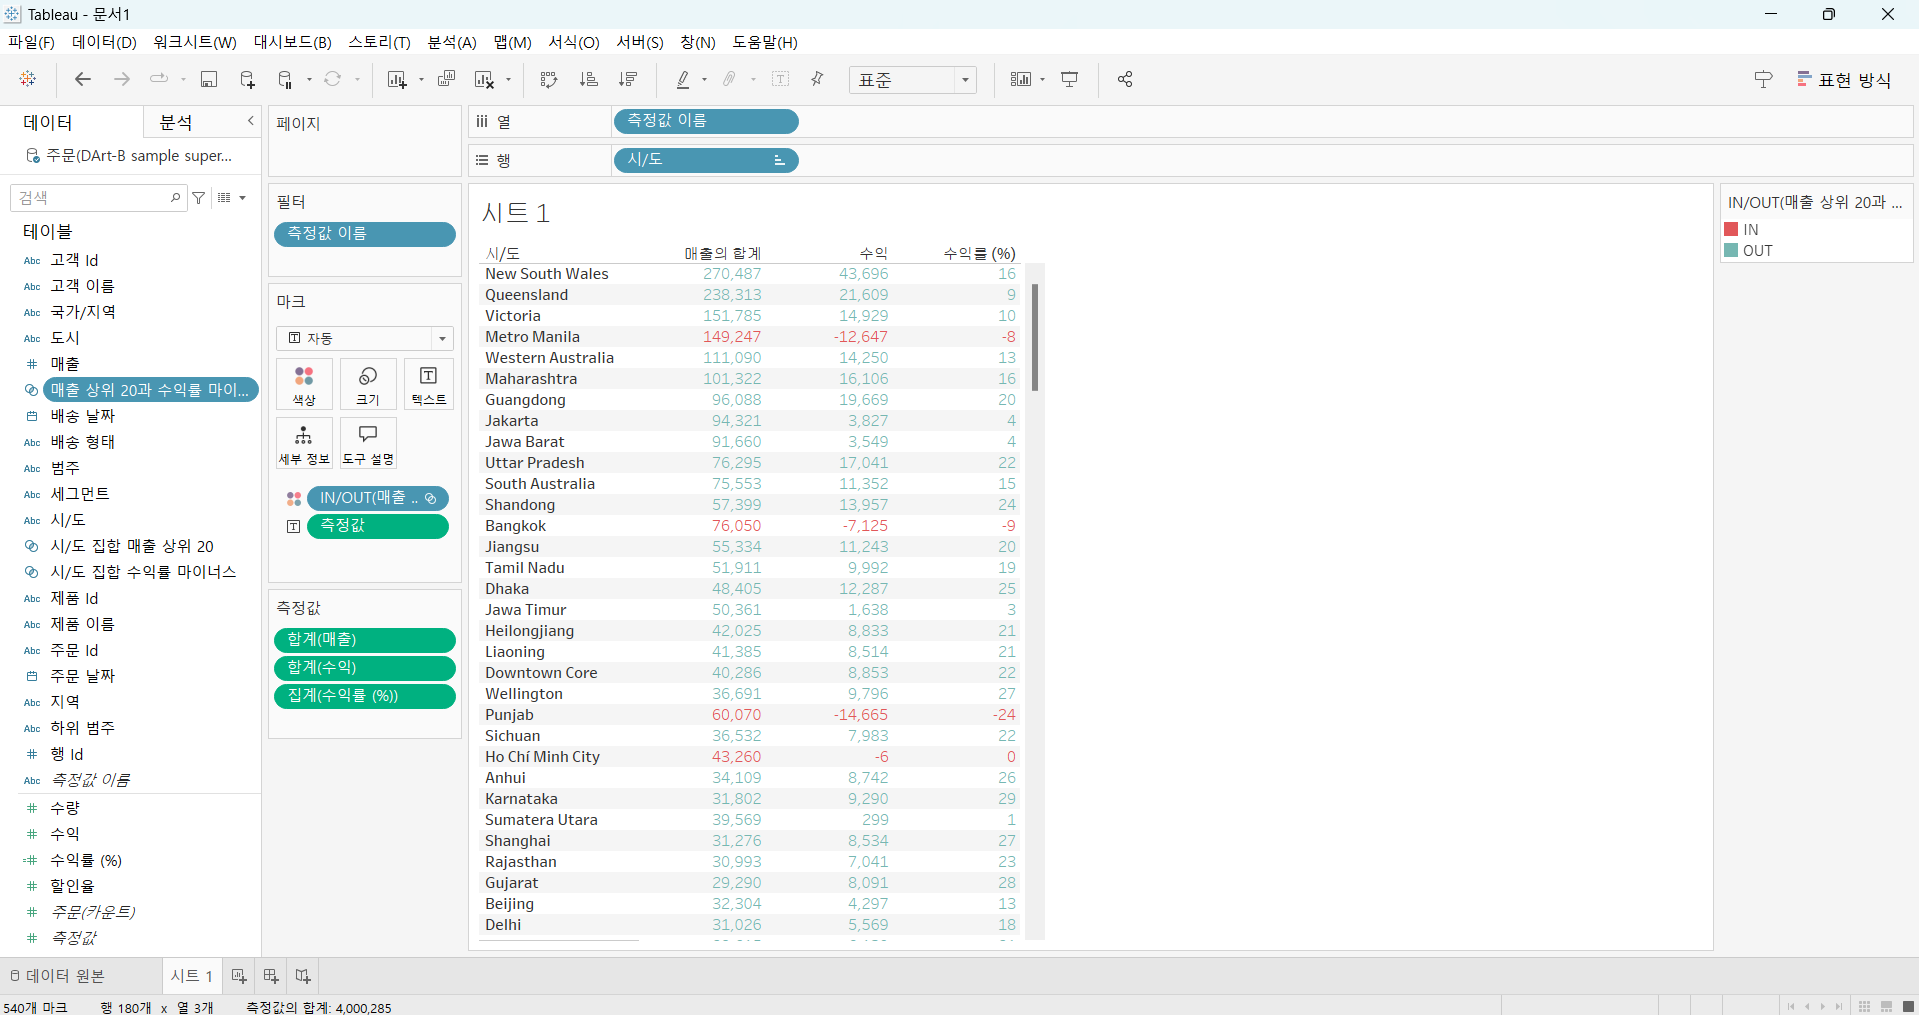 Tableau - 문서1
파일(F) 데이터(D) 워크시트(W) 대시보드(B) 스토리(T) 분석(A) 맵(M) 서식(O) 서버(S) 창(N) 도움말(H)
표준
표현 방식
데이터 분석
주문(DArt-B sample super...
검색
테이블
Abc 고객 Id
Abc 고객 이름
Abc 국가/지역
Abc 도시
# 매출
매출 상위 20과 수익률 마이...
배송 날짜
Abc 배송 형태
Abc 범주
Abc 세그먼트
Abc 시/도
시/도 집합 매출 상위 20
시/도 집합 수익률 마이너스
Abc 제품 Id
Abc 제품 이름
Abc 주문 Id
주문 날짜
Abc 지역
Abc 하위 범주
# 행 Id
Abc 측정값 이름
# 수량
# 수익
=# 수익률 (%)
# 할인율
# 주문(카운트)
# 측정값
페이지
필터
측정값 이름
마크
자동
색상 크기 텍스트
세부 정보 도구 설명
IN/OUT(매출 ..
측정값
측정값
합계(매출)
합계(수익)
집계(수익률 (%))
열 측정값 이름
행 시/도
시트 1
시/도 매출의 합계 수익 수익률 (%)
New South Wales 270,487 43,696 16
Queensland 238,313 21,609 9
Victoria 151,785 14,929 10
Metro Manila 149,247 -12,647 -8
Western Australia 111,090 14,250 13
Maharashtra 101,322 16,106 16
Guangdong 96,088 19,669 20
Jakarta 94,321 3,827 4
Jawa Barat 91,660 3,549 4
Uttar Pradesh 76,295 17,041 22
South Australia 75,553 11,352 15
Shandong 57,399 13,957 24
Bangkok 76,050 -7,125 -9
Jiangsu 55,334 11,243 20
Tamil Nadu 51,911 9,992 19
Dhaka 48,405 12,287 25
Jawa Timur 50,361 1,638 3
Heilongjiang 42,025 8,833 21
Liaoning 41,385 8,514 21
Downtown Core 40,286 8,853 22
Wellington 36,691 9,796 27
Punjab 60,070 -14,665 -24
Sichuan 36,532 7,983 22
Ho Chí Minh City 43,260 -6 0
Anhui 34,109 8,742 26
Karnataka 31,802 9,290 29
Sumatera Utara 39,569 299 1
Shanghai 31,276 8,534 27
Rajasthan 30,993 7,041 23
Gujarat 29,290 8,091 28
Beijing 32,304 4,297 13
Delhi 31,026 5,569 18
IN/OUT(매출 상위 20과 ...
IN
OUT
데이터 원본 시트 1
540개 마크 행 180개 x 열 3개 측정값의 합계: 4,000,285